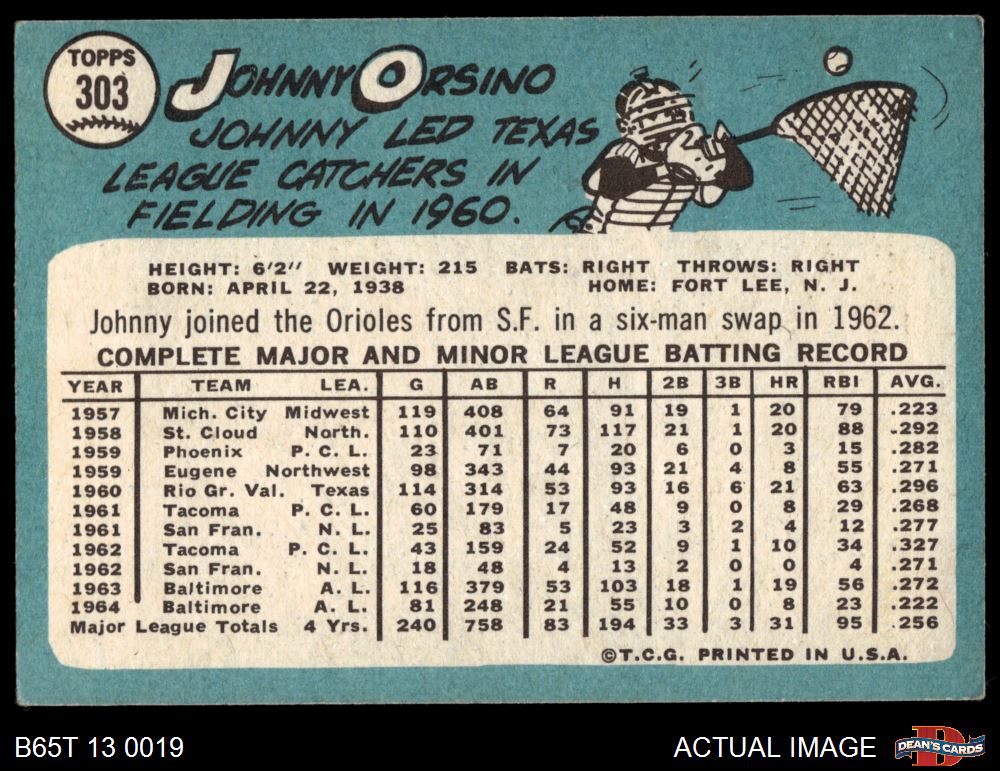 TOPPS
303
JOHNNY ORSINO
JOHNNY LED TEXAS
LEAGUE CATCHERS IN
FIELDING IN 1960.
HEIGHT: 6'2" WEIGHT: 215 BATS: RIGHT THROWS: RIGHT
BORN: APRIL 22, 1938 HOME: FORT LEE, N. J.
Johnny joined the Orioles from S.F. in a six-man swap in 1962.
COMPLETE MAJOR AND MINOR LEAGUE BATTING RECORD
YEAR TEAM LEA. G AB R H 2B 3B HR RBI AVG.
1957 Mich. City Midwest 119 408 64 91 19 1 20 79 .223
1958 St. Cloud North. 110 401 73 117 21 1 20 88 .292
1959 Phoenix P. C. L. 23 71 7 20 6 0 3 15 .282
1959 Eugene Northwest 98 343 44 93 21 4 8 55 .271
1960 Rio Gr. Val. Texas 114 314 53 93 16 6 21 63 .296
1961 Tacoma P. C. L. 60 179 17 48 9 0 8 29 .268
1961 San Fran. N. L. 25 83 5 23 3 2 4 12 .277
1962 Tacoma P. C. L. 43 159 24 52 9 1 10 34 .327
1962 San Fran. N. L. 18 48 4 13 2 0 0 4 .271
1963 Baltimore A. L. 116 379 53 103 18 1 19 56 .272
1964 Baltimore A. L. 81 248 21 55 10 0 8 23 .222
Major League Totals 4 Yrs. 240 758 83 194 33 3 31 95 .256
©T.C.G. PRINTED IN U.S.A.
B65T 13 0019 ACTUAL IMAGE
DEAN'S CARDS